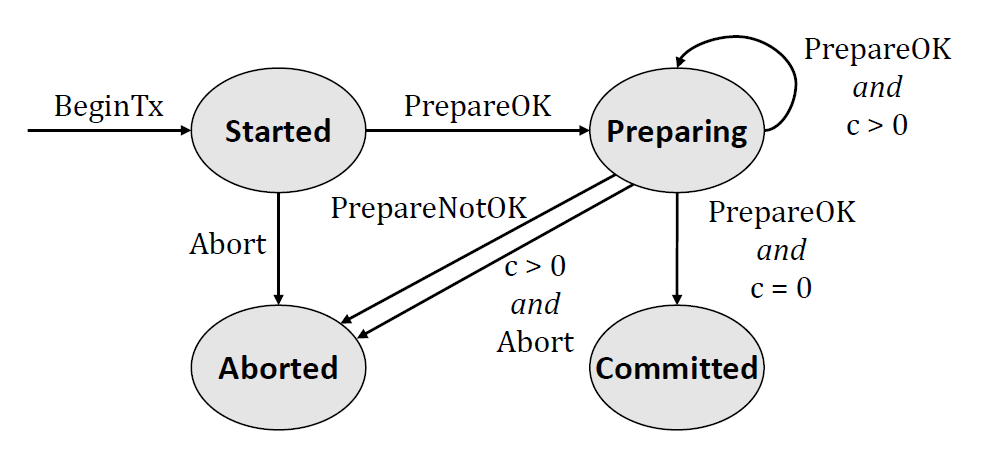 BeginTx
Started
PrepareOK
Preparing
PrepareOK
and
c > 0
Abort
PrepareNotOK
c > 0
and
Abort
PrepareOK
and
c = 0
Aborted
Committed